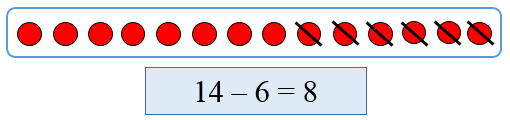 14 – 6 = 8